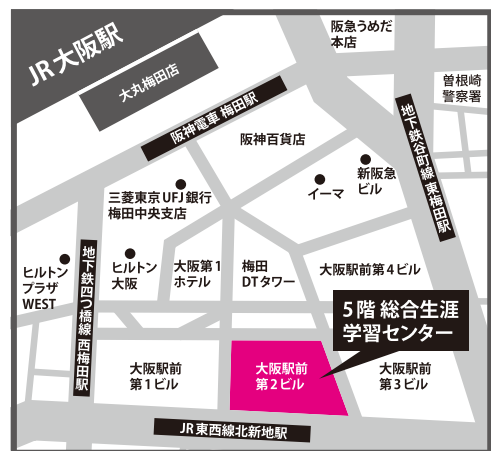 JR大阪駅
大丸梅田店
阪急うめだ
本店
曽根崎
警察署
阪神電車 梅田駅
阪神百貨店
地下鉄谷町線 東梅田駅
新阪急
ビル
イーマ
三菱東京UFJ銀行
梅田中央支店
ヒルトン
プラザ
WEST
地下鉄四つ橋線 西梅田駅
ヒルトン
大阪
大阪第1
ホテル
梅田
DTタワー
大阪駅前第4ビル
5階 総合生涯
学習センター
大阪駅前
第1ビル
大阪駅前
第2ビル
大阪駅前
第3ビル
JR東西線北新地駅